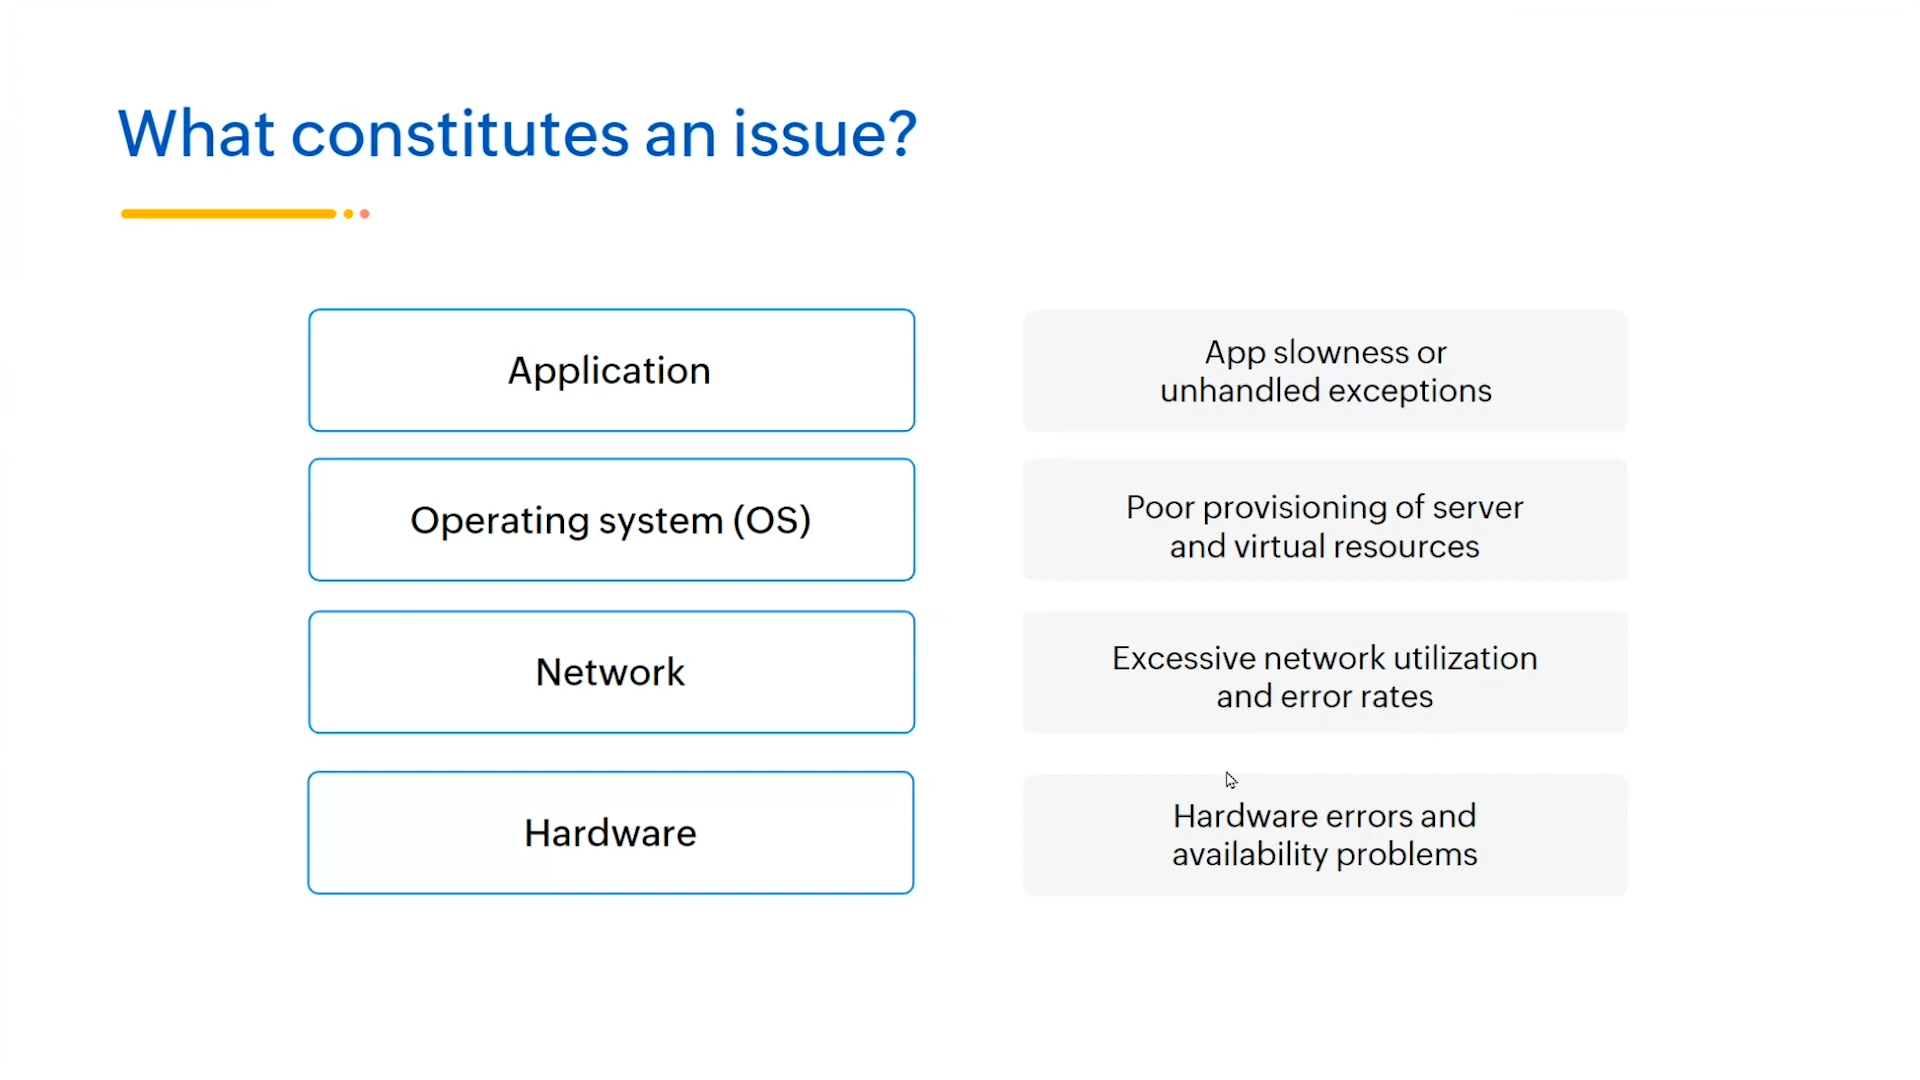 What constitutes an issue?
Application
App slowness or
unhandled exceptions
Operating system (OS)
Poor provisioning of server
and virtual resources
Network
Excessive network utilization
and error rates
Hardware
Hardware errors and
availability problems